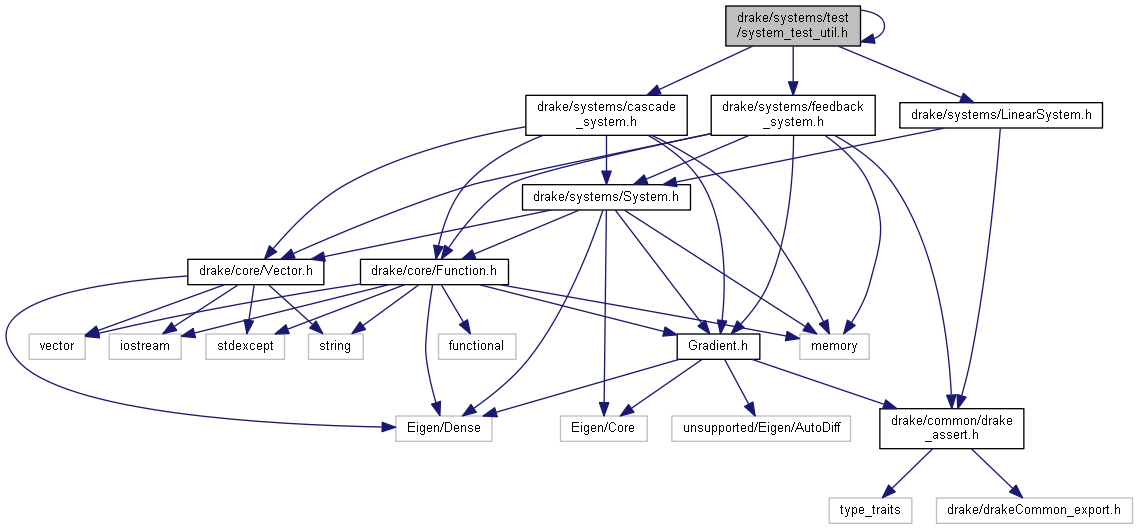 drake/systems/test
/system_test_util.h
drake/systems/cascade
_system.h
drake/systems/feedback
_system.h
drake/systems/LinearSystem.h
drake/systems/System.h
drake/core/Vector.h
drake/core/Function.h
vector
iostream
stdexcept
string
functional
Gradient.h
memory
Eigen/Dense
Eigen/Core
unsupported/Eigen/AutoDiff
drake/common/drake
_assert.h
type_traits
drake/drakeCommon_export.h